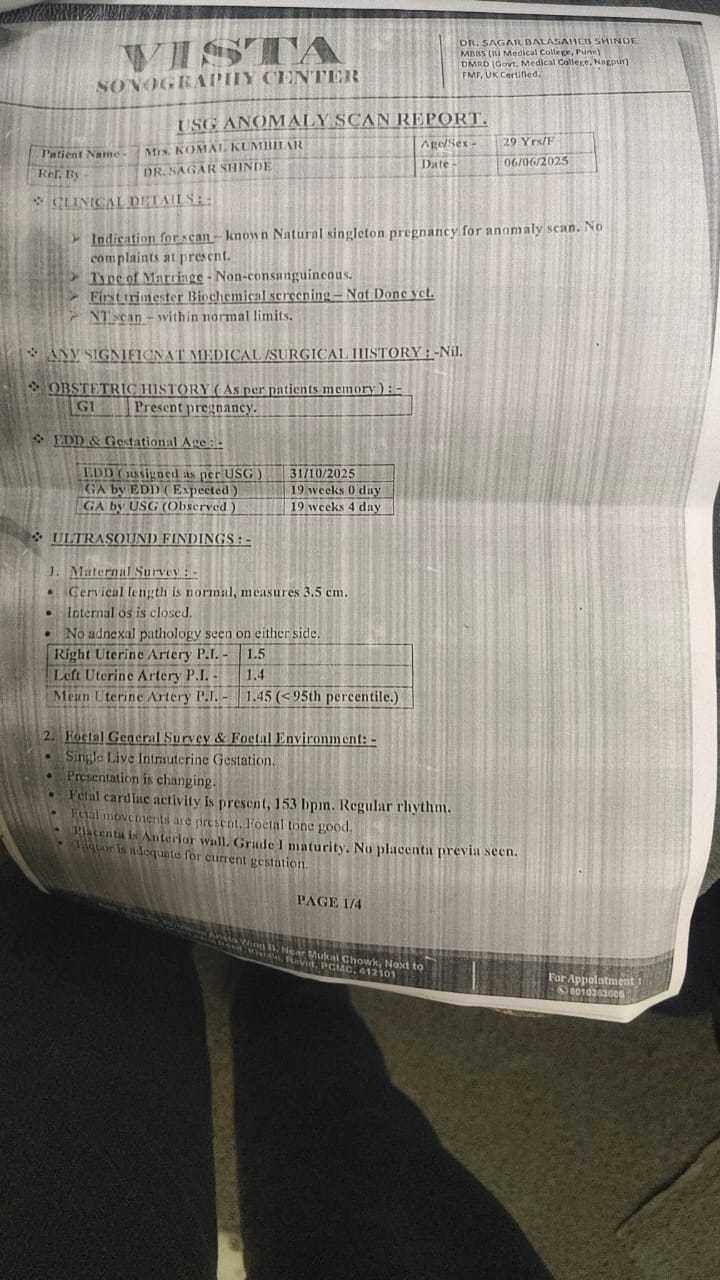 VISTA
SONOGRAPHY CENTER
DR. SAGAR BALASAHEB SHINDE
MBBS (BJ Medical College, Pune)
DMRD (Govt. Medical College, Nagpur)
FMF, UK Certified.
USG ANOMALY SCAN REPORT.
Patient Name - Mrs. KOMAL KUMBHAR Age/Sex - 29 Yrs/F
Ref. By - DR. SAGAR SHINDE Date - 06/06/2025
❖ CLINICAL DETAILS : -
➢ Indication for scan – known Natural singleton pregnancy for anomaly scan. No
complaints at present.
➢ Type of Marriage - Non-consanguineous.
➢ First trimester Biochemical screening – Not Done yet.
➢ NT scan – within normal limits.
❖ ANY SIGNIFICNAT MEDICAL /SURGICAL HISTORY : -Nil.
❖ OBSTETRIC HISTORY ( As per patients memory ) : -
G1 Present pregnancy.
❖ EDD & Gestational Age : -
EDD ( assigned as per USG ) 31/10/2025
GA by EDD ( Expected ) 19 weeks 0 day
GA by USG (Observed ) 19 weeks 4 day
❖ ULTRASOUND FINDINGS : -
1. Maternal Survey : -
• Cervical length is normal, measures 3.5 cm.
• Internal os is closed.
• No adnexal pathology seen on either side.
Right Uterine Artery P.I. - 1.5
Left Uterine Artery P.I. - 1.4
Mean Uterine Artery P.I. - 1.45 (< 95th percentile.)
2. Foetal General Survey & Foetal Environment: -
• Single Live Intrauterine Gestation.
• Presentation is changing.
• Fetal cardiac activity is present, 153 bpm. Regular rhythm.
• Fetal movements are present, Foetal tone good.
• Placenta is Anterior wall. Grade I maturity. No placenta previa seen.
• Liquor is adequate for current gestation.
PAGE 1/4
Wing B, Near Mukai Chowk, Next to
Ravet, PCMC, 412101
For Appointment :
8010363606